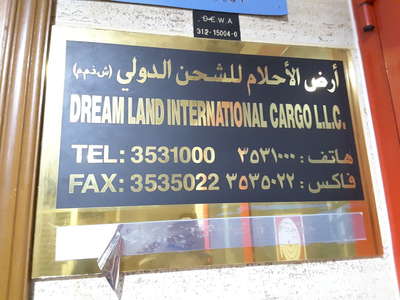 D E W A
312-15004-0
أرض الأحلام للشحن الدولي (ش ذ م م)
DREAM LAND INTERNATIONAL CARGO L.L.C.
TEL: 3531000 هاتف: ٣٥٣١٠٠٠
FAX: 3535022 فاكس: ٣٥٣٥٠٢٢